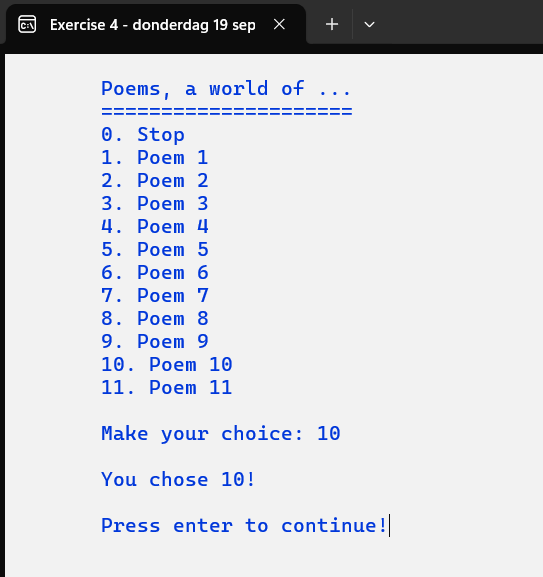 Exercise 4 - donderdag 19 sep
Poems, a world of ...
=====================
0. Stop
1. Poem 1
2. Poem 2
3. Poem 3
4. Poem 4
5. Poem 5
6. Poem 6
7. Poem 7
8. Poem 8
9. Poem 9
10. Poem 10
11. Poem 11
Make your choice: 10
You chose 10!
Press enter to continue!